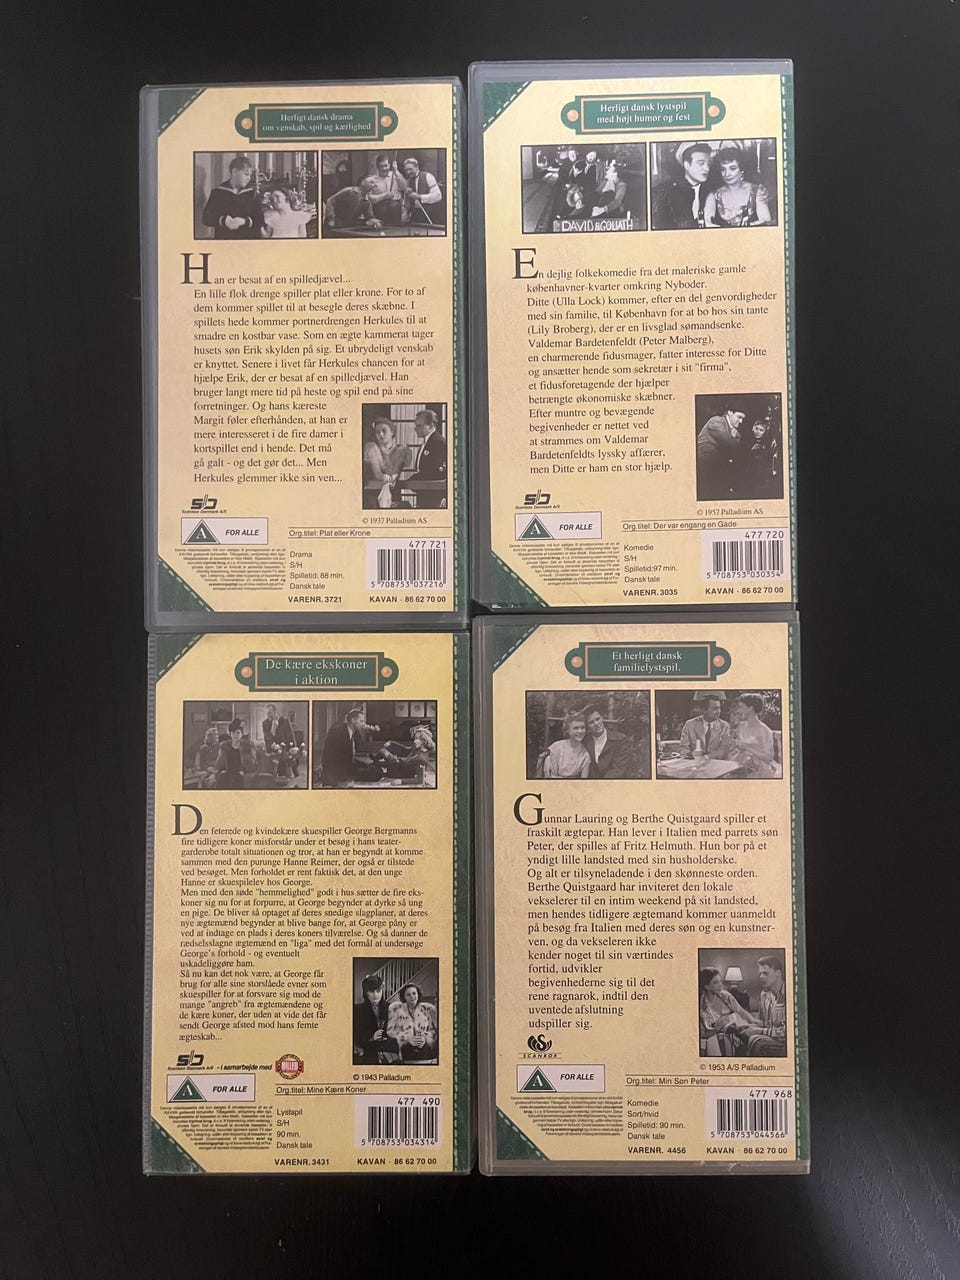 Herligt dansk drama
om venskab, spil og kærlighed
Han er besat af en spilledjævel...
En lille flok drenge spiller plat eller krone. For to af
dem kommer spillet til at besegle deres skæbne. I
spillets hede kommer portnerdrengen Herkules til at
smadre en kostbar vase. Som en ægte kammerat tager
husets søn Erik skylden på sig. Et ubrydeligt venskab
er knyttet. Senere i livet får Herkules chancen for at
hjælpe Erik, der er besat af en spilledjævel. Han
bruger langt mere tid på heste og spil end på sine
forretninger. Og hans kæreste
Margit føler efterhånden, at han er
mere interesseret i de fire damer i
kortspillet end i hende. Det må
gå galt - og det gør det... Men
Herkules glemmer ikke sin ven...
Scanbox Danmark A/S
© 1937 Palladium AS
A FOR ALLE
Org.titel: Plat eller Krone
Drama
S/H
Spilletid: 88 min.
Dansk tale
477 721
5 708753 037216
VARENR. 3721
KAVAN - 86 62 70 00
Herligt dansk lystspil
med højt humør og fest
DAVID & GOLIATH
En dejlig folkekomedie fra det maleriske gamle
københavner-kvarter omkring Nyboder.
Ditte (Ulla Lock) kommer, efter en del genvordigheder
med sin familie, til København for at bo hos sin tante
(Lily Broberg), der er en livsglad sømandsenke.
Valdemar Bardetenfeldt (Peter Malberg),
en charmerende fidusmager, fatter interesse for Ditte
og ansætter hende som sekretær i sit "firma",
et fidusforetagende der hjælper
betrængte økonomiske skæbner.
Efter muntre og bevægende
begivenheder er nettet ved
at strammes om Valdemar
Bardetenfeldts lyssky affærer,
men Ditte er ham en stor hjælp.
Scanbox Danmark A/S
© 1957 Palladium AS
A FOR ALLE
Org.titel: Der var engang en Gade
Komedie
S/H
Spilletid:97 min.
Dansk tale
477 720
5 708753 030354
VARENR. 3035
KAVAN - 86 62 70 00
De kære ekskoner
i aktion
Den feterede og kvindekære skuespiller George Bergmanns
fire tidligere koner misforstår under et besøg i hans teater-
garderobe totalt situationen og tror, at han er begyndt at komme
sammen med den purunge Hanne Reimer, der også er tilstede
ved besøget. Men forholdet er rent faktisk det, at den unge
Hanne er skuespilelev hos George.
Men med den søde "hemmelighed" godt i hus sætter de fire eks-
koner sig nu for at forpurre, at George begynder at dyrke så ung
en pige. De bliver så optaget af deres snedige slagplaner, at deres
nye ægtemænd begynder at blive bange for, at George påny er
ved at indtage en plads i deres koners tilværelse. Og så danner de
rædselsslagne ægtemænd en "liga" med det formål at undersøge
George's forhold - og eventuelt
uskadeliggøre ham.
Så nu kan det nok være, at George får
brug for alle sine storslåede evner som
skuespiller for at forsvare sig mod de
mange "angreb" fra ægtemændene og
de kære koner, der uden at vide det får
sendt George afsted mod hans femte
ægteskab...
Scanbox Danmark A/S - i samarbejde med
© 1943 Palladium
A FOR ALLE
Org.titel: Mine Kære Koner
Lystspil
S/H
90 min.
Dansk tale
477 490
5 708753 034314
VARENR. 3431
KAVAN - 86 62 70 00
Et herligt dansk
familielystspil.
Gunnar Lauring og Berthe Quistgaard spiller et
fraskilt ægtepar. Han lever i Italien med parrets søn
Peter, der spilles af Fritz Helmuth. Hun bor på et
yndigt lille landsted med sin husholderske.
Og alt er tilsyneladende i den skønneste orden.
Berthe Quistgaard har inviteret den lokale
vekselerer til en intim weekend på sit landsted,
men hendes tidligere ægtemand kommer uanmeldt
på besøg fra Italien med deres søn og en kunstner-
ven, og da vekseleren ikke
kender noget til sin værtindes
fortid, udvikler
begivenhederne sig til det
rene ragnarok, indtil den
uventede afslutning
udspiller sig.
SCANBOX
© 1953 A/S Palladium
A FOR ALLE
Org.titel: Min Søn Peter
Komedie
Sort/hvid
Spilletid: 90 min.
Dansk tale
477 968
5 708753 044566
VARENR. 4456
KAVAN - 86 62 70 00